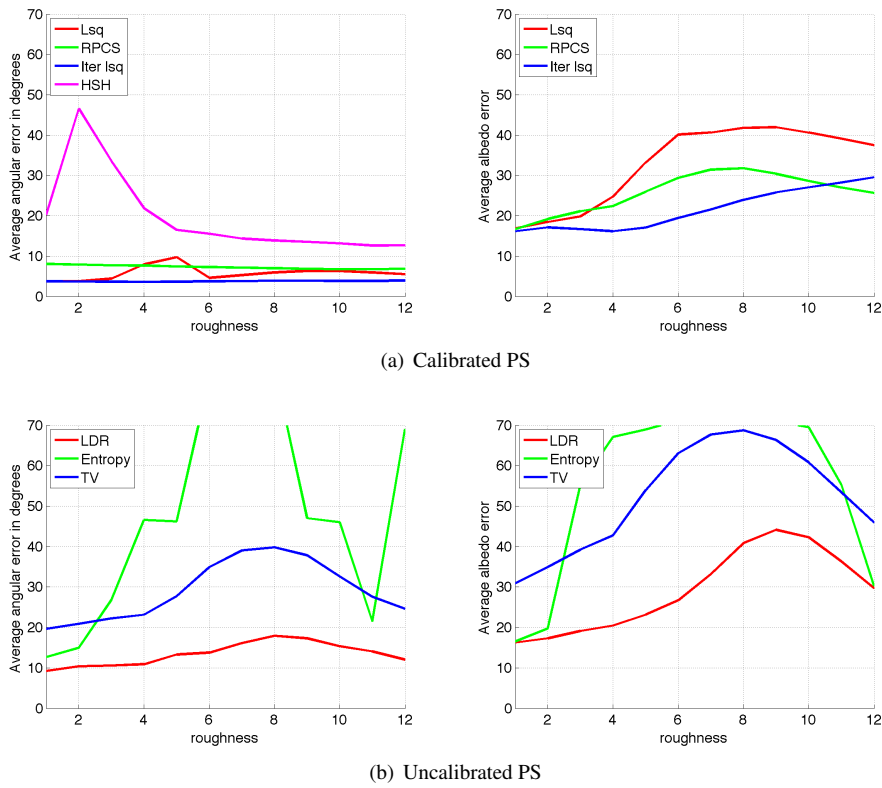 Lsq
RPCS
Iter lsq
HSH
Average angular error in degrees
70
60
50
40
30
20
10
0
2 4 6 8 10 12
roughness
Lsq
RPCS
Iter lsq
Average albedo error
70
60
50
40
30
20
10
0
2 4 6 8 10 12
roughness
(a) Calibrated PS
LDR
Entropy
TV
Average angular error in degrees
70
60
50
40
30
20
10
0
2 4 6 8 10 12
roughness
LDR
Entropy
TV
Average albedo error
70
60
50
40
30
20
10
0
2 4 6 8 10 12
roughness
(b) Uncalibrated PS